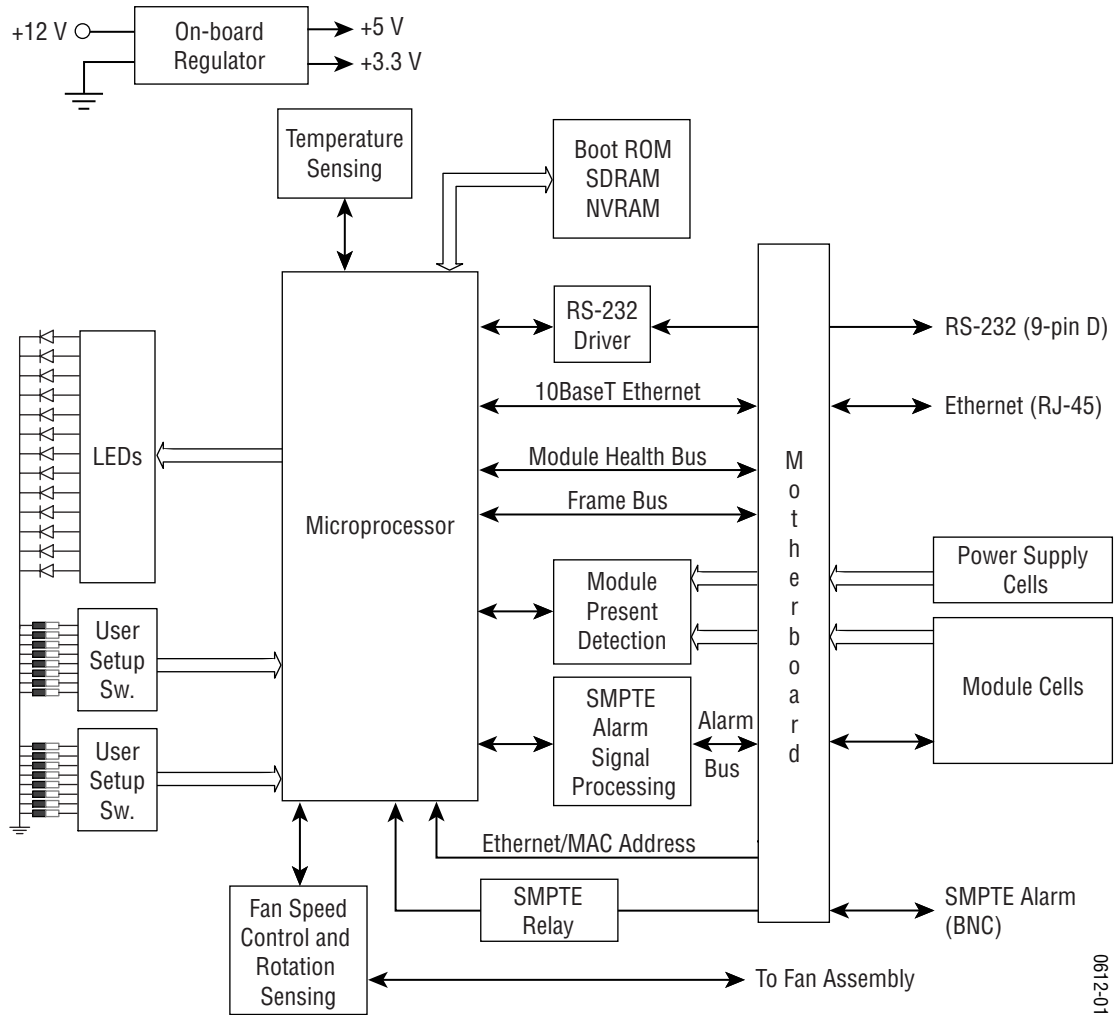 +12 V
On-board
Regulator
+5 V
+3.3 V
Temperature
Sensing
Boot ROM
SDRAM
NVRAM
RS-232
Driver
RS-232 (9-pin D)
10BaseT Ethernet
Ethernet (RJ-45)
LEDs
Module Health Bus
Frame Bus
Microprocessor
Motherboard
Module
Present
Detection
Power Supply
Cells
User
Setup
Sw.
Module Cells
SMPTE
Alarm
Signal
Processing
Alarm
Bus
User
Setup
Sw.
Ethernet/MAC Address
SMPTE
Relay
SMPTE Alarm
(BNC)
Fan Speed
Control and
Rotation
Sensing
To Fan Assembly
0612-01